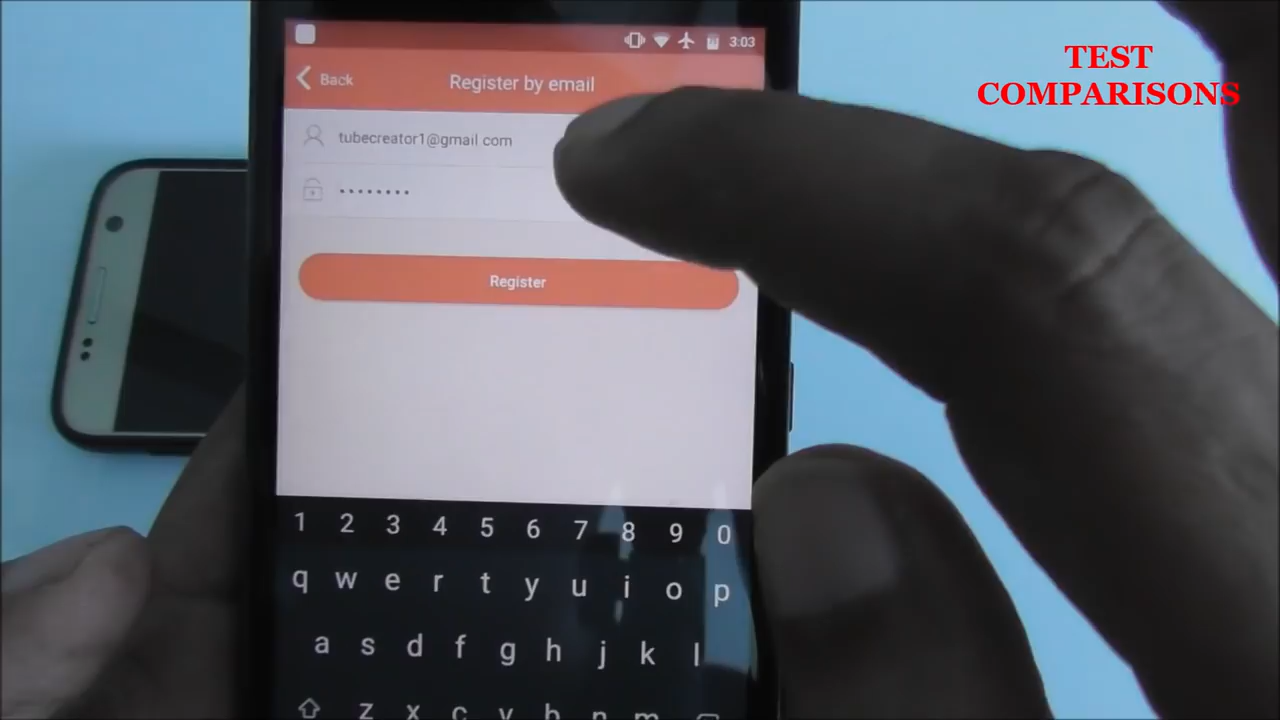 TEST
COMPARISONS
3:03
Back
Register by email
tubecreator1@gmail com
••••••••
Register
1 2 3 4 5 6 7 8 9 0
q w e r t y u i o p
a s d f g h j k l
z x c v b n m